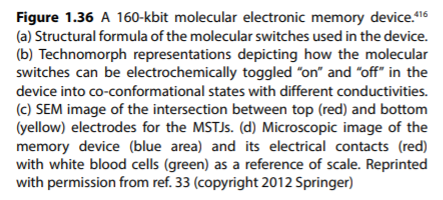 Figure 1.36 A 160-kbit molecular electronic memory device.416
(a) Structural formula of the molecular switches used in the device.
(b) Technomorph representations depicting how the molecular
switches can be electrochemically toggled “on” and “off” in the
device into co-conformational states with different conductivities.
(c) SEM image of the intersection between top (red) and bottom
(yellow) electrodes for the MSTJs. (d) Microscopic image of the
memory device (blue area) and its electrical contacts (red)
with white blood cells (green) as a reference of scale. Reprinted
with permission from ref. 33 (copyright 2012 Springer)